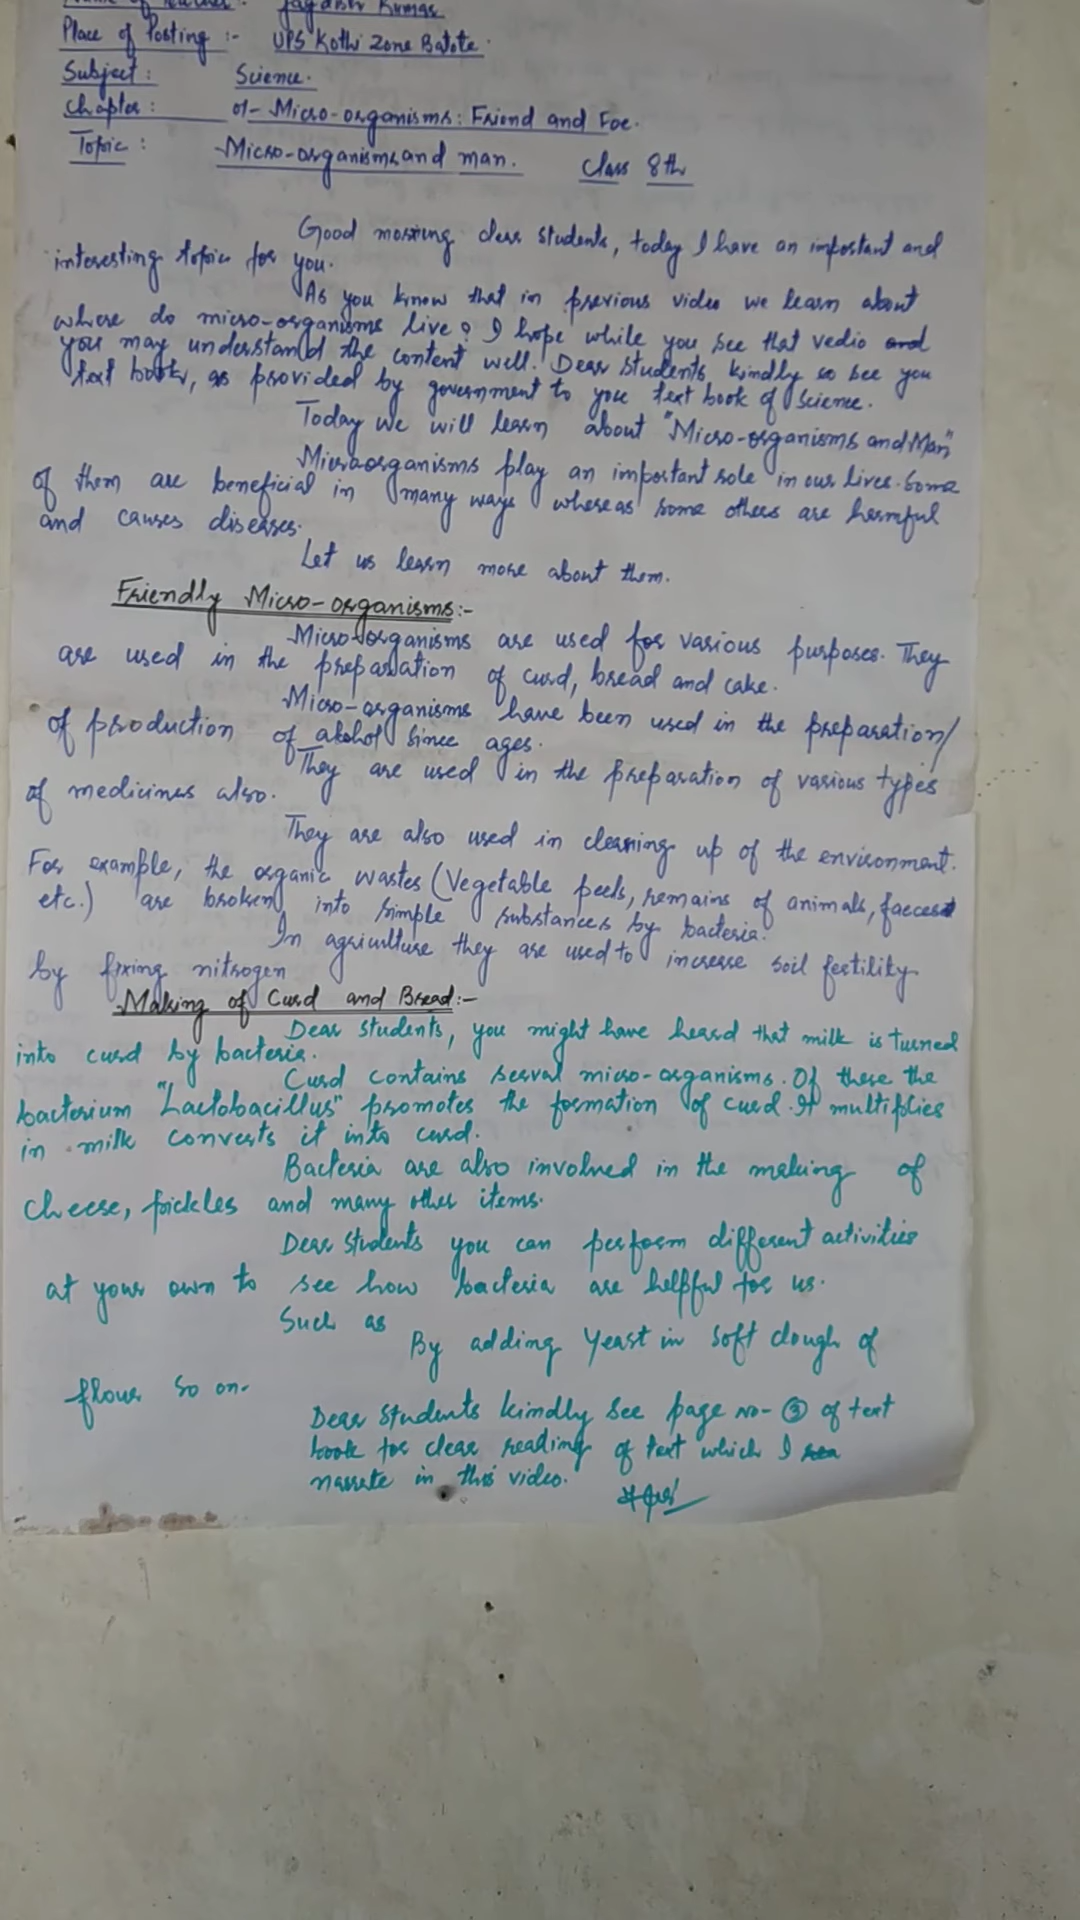 Name of Teacher: Jagdish Kumar
Place of Posting :- UPS Kothi Zone Batote.
Subject : Science.
Chapter : 01- Micro-organisms: Friend and Foe.
Topic : Micro-organisms and man. Class 8th
Good morning dear students, today I have an important and
interesting topic for you.
As you know that in previous video we learn about
where do micro-organisms live? I hope while you see that vedio and
you may understand the content well. Dear students kindly so see you
text book, as provided by government to you text book of Science.
Today we will learn about "Micro-organisms and Man"
Microorganisms play an important role in our lives. Some
of them are beneficial in many ways whereas some others are harmful
and causes diseases.
Let us learn more about them.
Friendly Micro-organisms:-
Micro-organisms are used for various purposes. They
are used in the preparation of curd, bread and cake.
Micro-organisms have been used in the preparation/
of production of alcohol since ages.
They are used in the preparation of various types
of medicines also.
They are also used in cleaning up of the environment.
For example, the organic wastes (Vegetable peels, remains of animals, faeces
etc.) are broken into simple substances by bacteria.
In agriculture they are used to increase soil fertility
by fixing nitrogen
Making of Curd and Bread:-
Dear Students, you might have heard that milk is turned
into curd by bacteria.
Curd contains serval micro-organisms. Of these the
bacterium "Lactobacillus" promotes the formation of curd. It multiplies
in milk converts it into curd.
Bacteria are also involved in the making of
cheese, pickles and many other items.
Dear Students you can perform different activities
at your own to see how bacteria are helpful for us.
Such as
By adding Yeast in soft dough of
flour so on.
Dear Students kindly see page no- 3 of text
book for clear reading of text which I
narrate in this video.